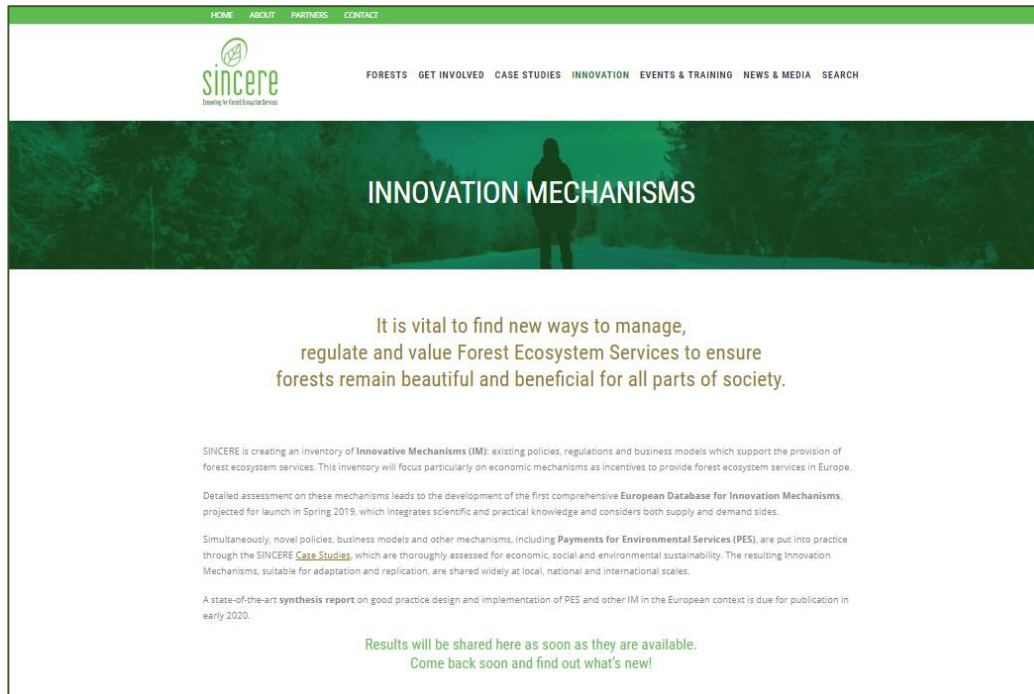 HOME ABOUT PARTNERS CONTACT
sincere
Innovating for Forest Ecosystem Services
FORESTS GET INVOLVED CASE STUDIES INNOVATION EVENTS & TRAINING NEWS & MEDIA SEARCH
INNOVATION MECHANISMS
It is vital to find new ways to manage,
regulate and value Forest Ecosystem Services to ensure
forests remain beautiful and beneficial for all parts of society.
SINCERE is creating an inventory of Innovative Mechanisms (IM): existing policies, regulations and business models which support the provision of
forest ecosystem services. This inventory will focus particularly on economic mechanisms as incentives to provide forest ecosystem services in Europe.
Detailed assessment on these mechanisms leads to the development of the first comprehensive European Database for Innovation Mechanisms,
projected for launch in Spring 2019, which integrates scientific and practical knowledge and considers both supply and demand sides.
Simultaneously, novel policies, business models and other mechanisms, including Payments for Environmental Services (PES), are put into practice
through the SINCERE Case Studies, which are thoroughly assessed for economic, social and environmental sustainability. The resulting Innovation
Mechanisms, suitable for adaptation and replication, are shared widely at local, national and international scales.
A state-of-the-art synthesis report on good practice design and implementation of PES and other IM in the European context is due for publication in
early 2020.
Results will be shared here as soon as they are available.
Come back soon and find out what's new!